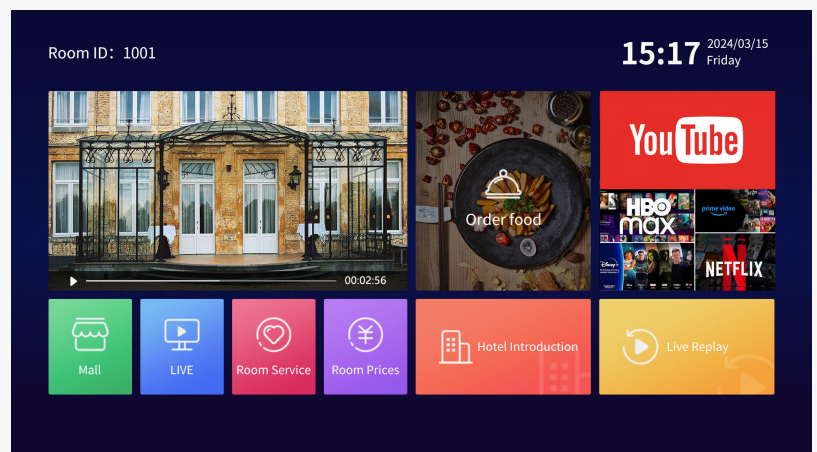 Room ID: 1001
15:17
2024/03/15
Friday
YouTube
Order food
HBO
max
prime video
Disney+
NETFLIX
00:02:56
Mall
LIVE
Room Service
Room Prices
Hotel Introduction
Live Replay